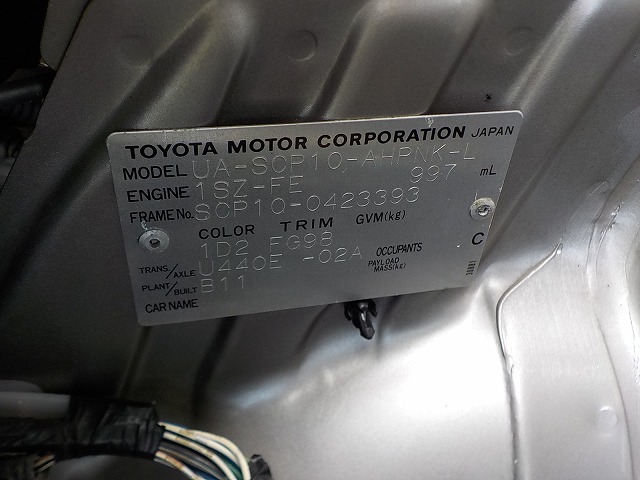 TOYOTA MOTOR CORPORATION JAPAN
MODEL UA-SCP10-AHPNK-L
ENGINE 1SZ-FE 997 mL
FRAME No. SCP10-0423393
COLOR TRIM GVM(kg)
1D2 FG98 C
TRANS/AXLE U440E -02A OCCUPANTS
PLANT/BUILT B11 PAYLOAD MASS(kg)
CAR NAME